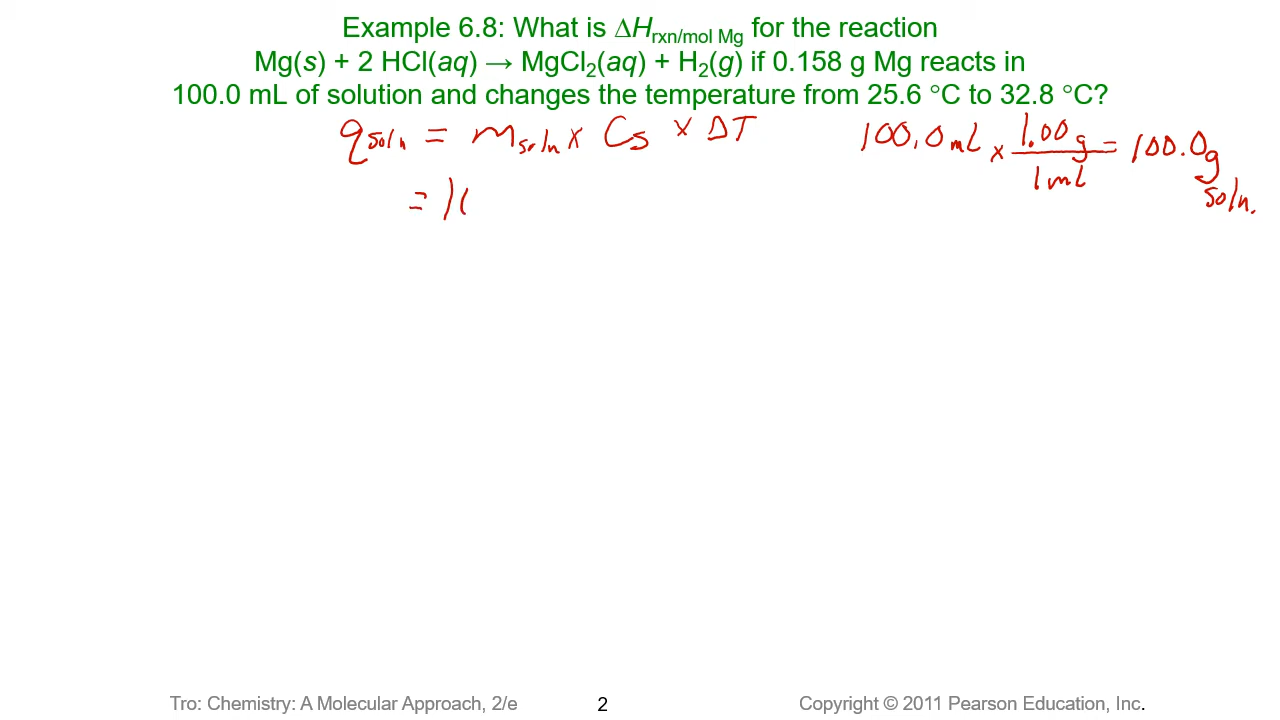 Example 6.8: What is ΔHrxn/mol Mg for the reaction
Mg(s) + 2 HCl(aq) → MgCl2(aq) + H2(g) if 0.158 g Mg reacts in
100.0 mL of solution and changes the temperature from 25.6 °C to 32.8 °C?
qsoln = msoln x Cs x ΔT
100.0 mL x 1.00 g / 1 mL = 100.0g soln.
= 10
Tro: Chemistry: A Molecular Approach, 2/e
2
Copyright © 2011 Pearson Education, Inc.